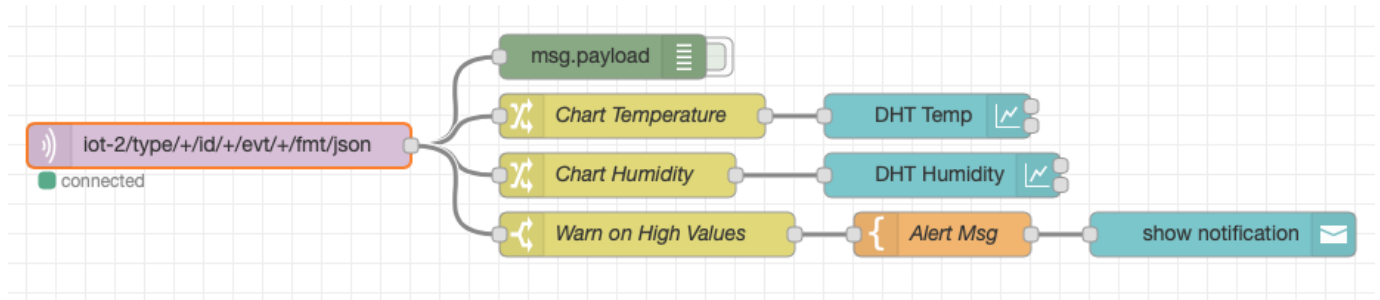 msg.payload
Chart Temperature
DHT Temp
iot-2/type/+/id/+/evt/+/fmt/json
connected
Chart Humidity
DHT Humidity
Warn on High Values
Alert Msg
show notification